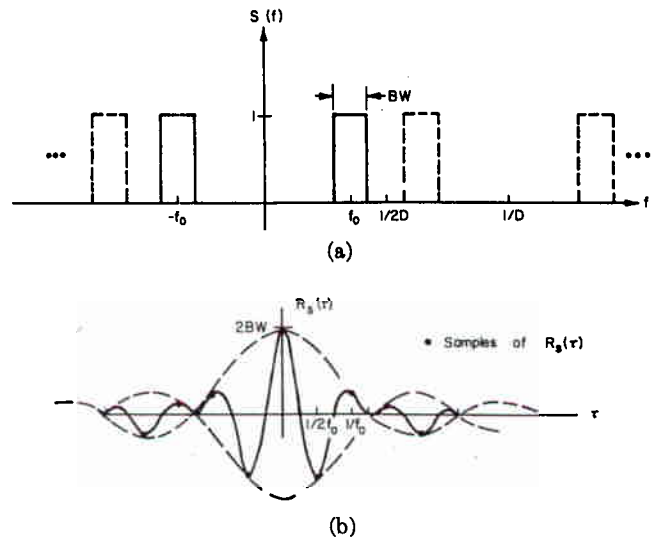 S (f)
BW
1
...
...
-f₀
f₀
1/2D
1/D
f
(a)
Rₛ(τ)
2BW
• Samples of Rₛ(τ)
1/2f₀
1/f₀
τ
(b)